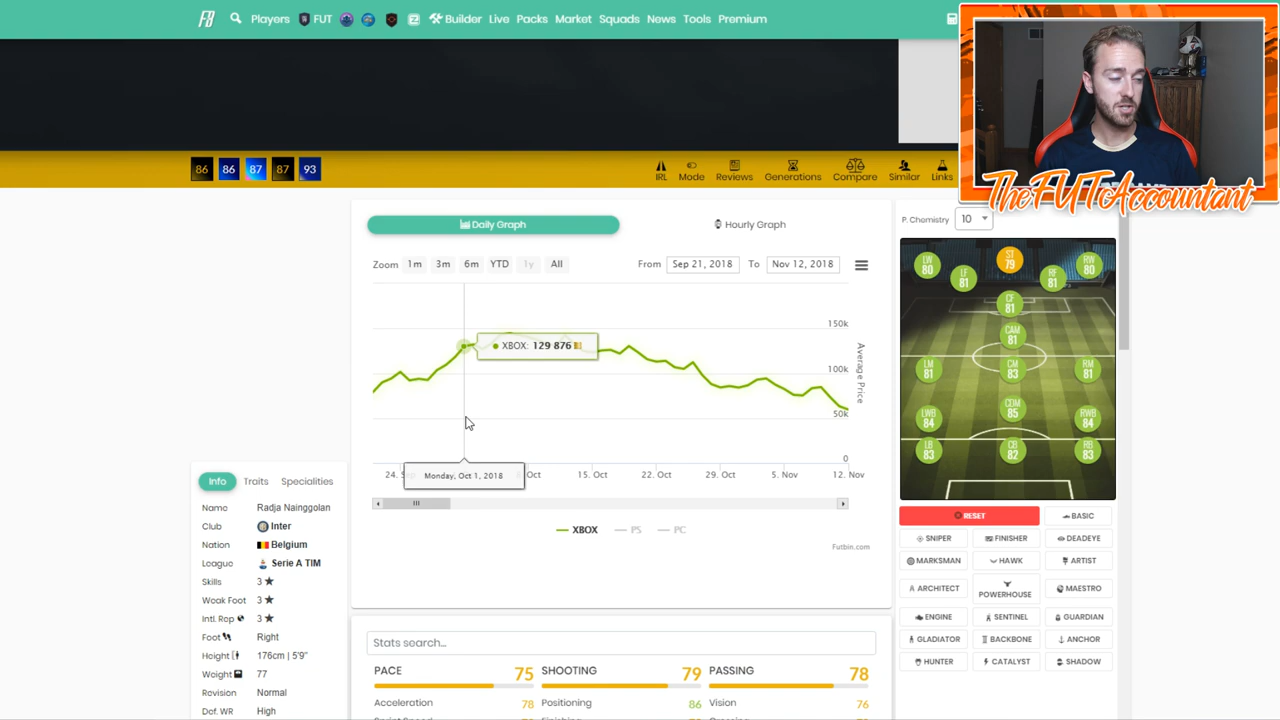 FB Players FUT Z Builder Live Packs Market Squads News Tools Premium
86 86 87 87 93
IRL Mode Reviews Generations Compare Similar Links
TheFUTAccountant
Daily Graph Hourly Graph
P. Chemistry 10
Zoom 1m 3m 6m YTD 1y All From Sep 21, 2018 To Nov 12, 2018
150k
XBOX: 129 876
100k
50k
0
Average Price
Monday, Oct 1, 2018
24. Oct 15. Oct 22. Oct 29. Oct 5. Nov 12. Nov
XBOX PS PC
Futbin.com
ST 79
LW 80
RW 80
LF 81
RF 81
CF 81
CAM 81
LM 81
CM 83
RM 81
CDM 85
LWB 84
RWB 84
LB 83
CB 82
RB 83
RESET BASIC
SNIPER FINISHER DEADEYE
MARKSMAN HAWK ARTIST
ARCHITECT POWERHOUSE MAESTRO
ENGINE SENTINEL GUARDIAN
GLADIATOR BACKBONE ANCHOR
HUNTER CATALYST SHADOW
Info Traits Specialities
Name Radja Nainggolan
Club Inter
Nation Belgium
League Serie A TIM
Skills 3
Weak Foot 3
Intl. Rep 3
Foot Right
Height 176cm | 5'9"
Weight 77
Revision Normal
Def. WR High
Stats search...
PACE 75 SHOOTING 79 PASSING 78
Acceleration 78 Positioning 86 Vision 76